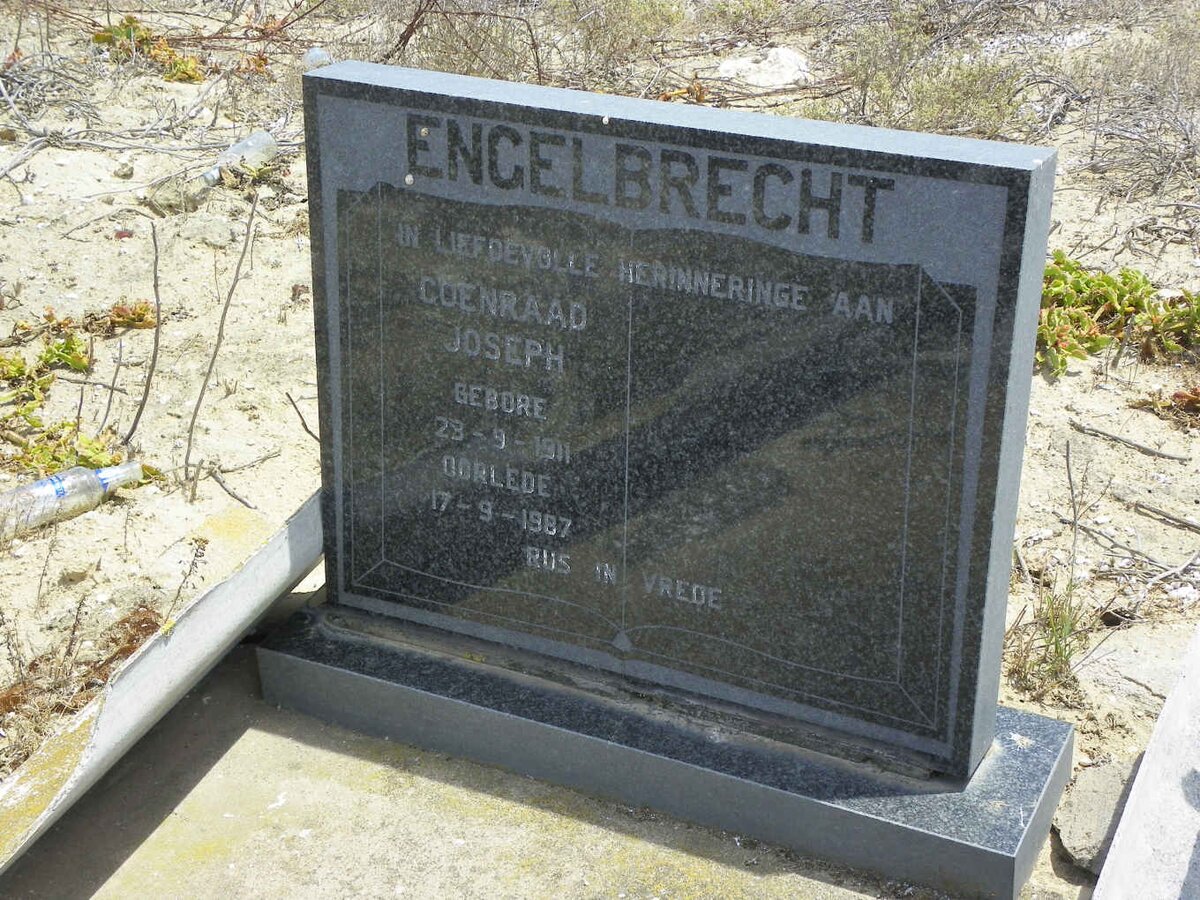 ENGELBRECHT
IN LIEFDEVOLLE HERINNERINGE AAN
COENRAAD
JOSEPH
GEBORE
23-9-1911
OORLEDE
17-9-1987
RUS IN VREDE